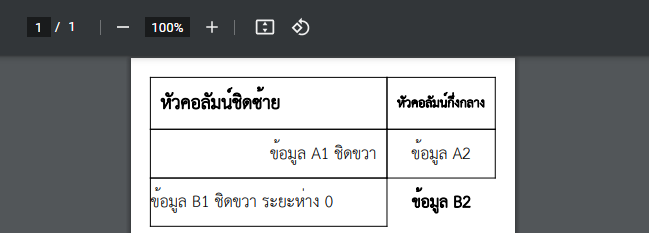 1 / 1 100%
หัวคอลัมน์ชิดซ้าย หัวคอลัมน์กึ่งกลาง
ข้อมูล A1 ชิดขวา ข้อมูล A2
ข้อมูล B1 ชิดขวา ระยะห่าง 0 ข้อมูล B2